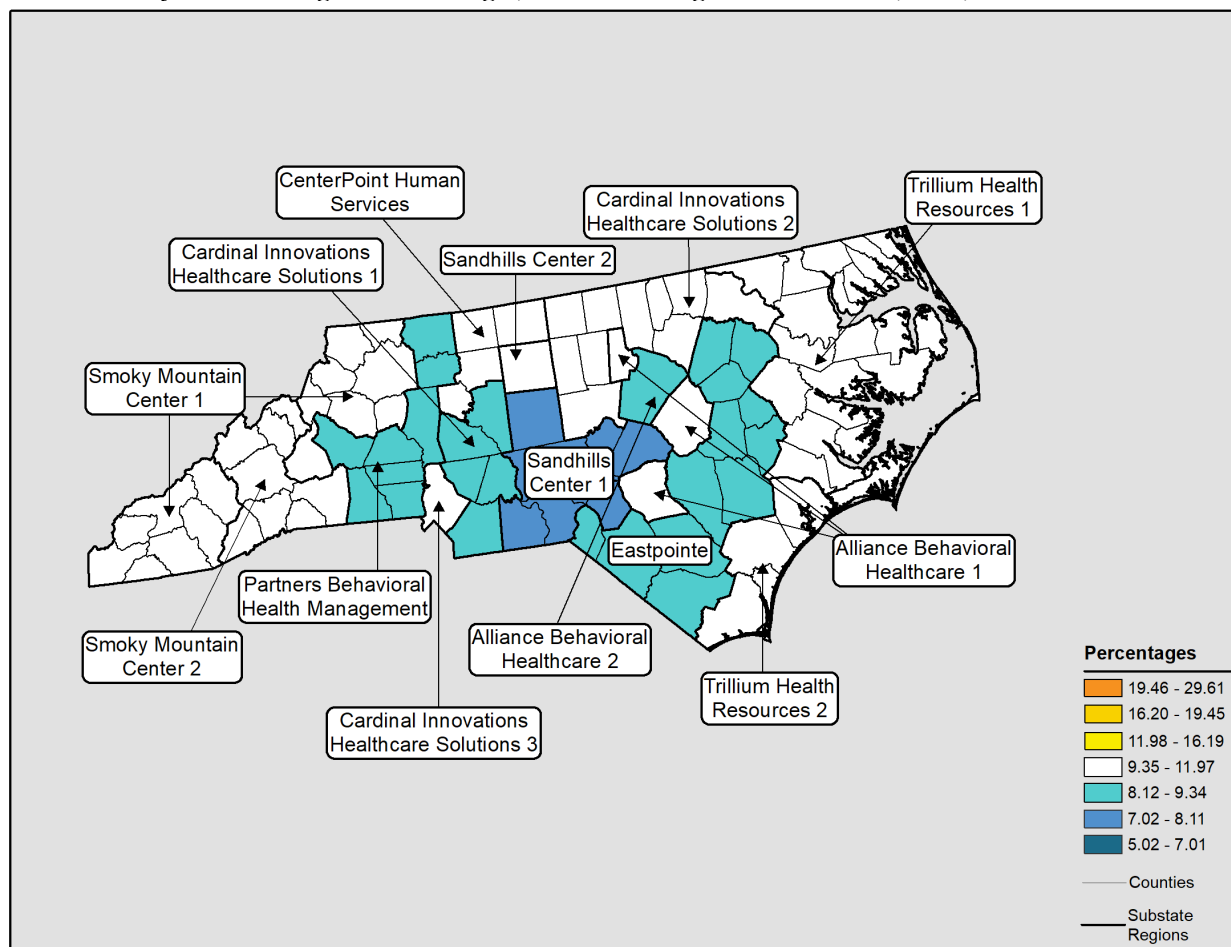 CenterPoint Human
Services
Cardinal Innovations
Healthcare Solutions 2
Trillium Health
Resources 1
Cardinal Innovations
Healthcare Solutions 1
Sandhills Center 2
Smoky Mountain
Center 1
Sandhills
Center 1
Eastpointe
Alliance Behavioral
Healthcare 1
Partners Behavioral
Health Management
Smoky Mountain
Center 2
Alliance Behavioral
Healthcare 2
Trillium Health
Resources 2
Cardinal Innovations
Healthcare Solutions 3
Percentages
19.46 - 29.61
16.20 - 19.45
11.98 - 16.19
9.35 - 11.97
8.12 - 9.34
7.02 - 8.11
5.02 - 7.01
Counties
Substate
Regions